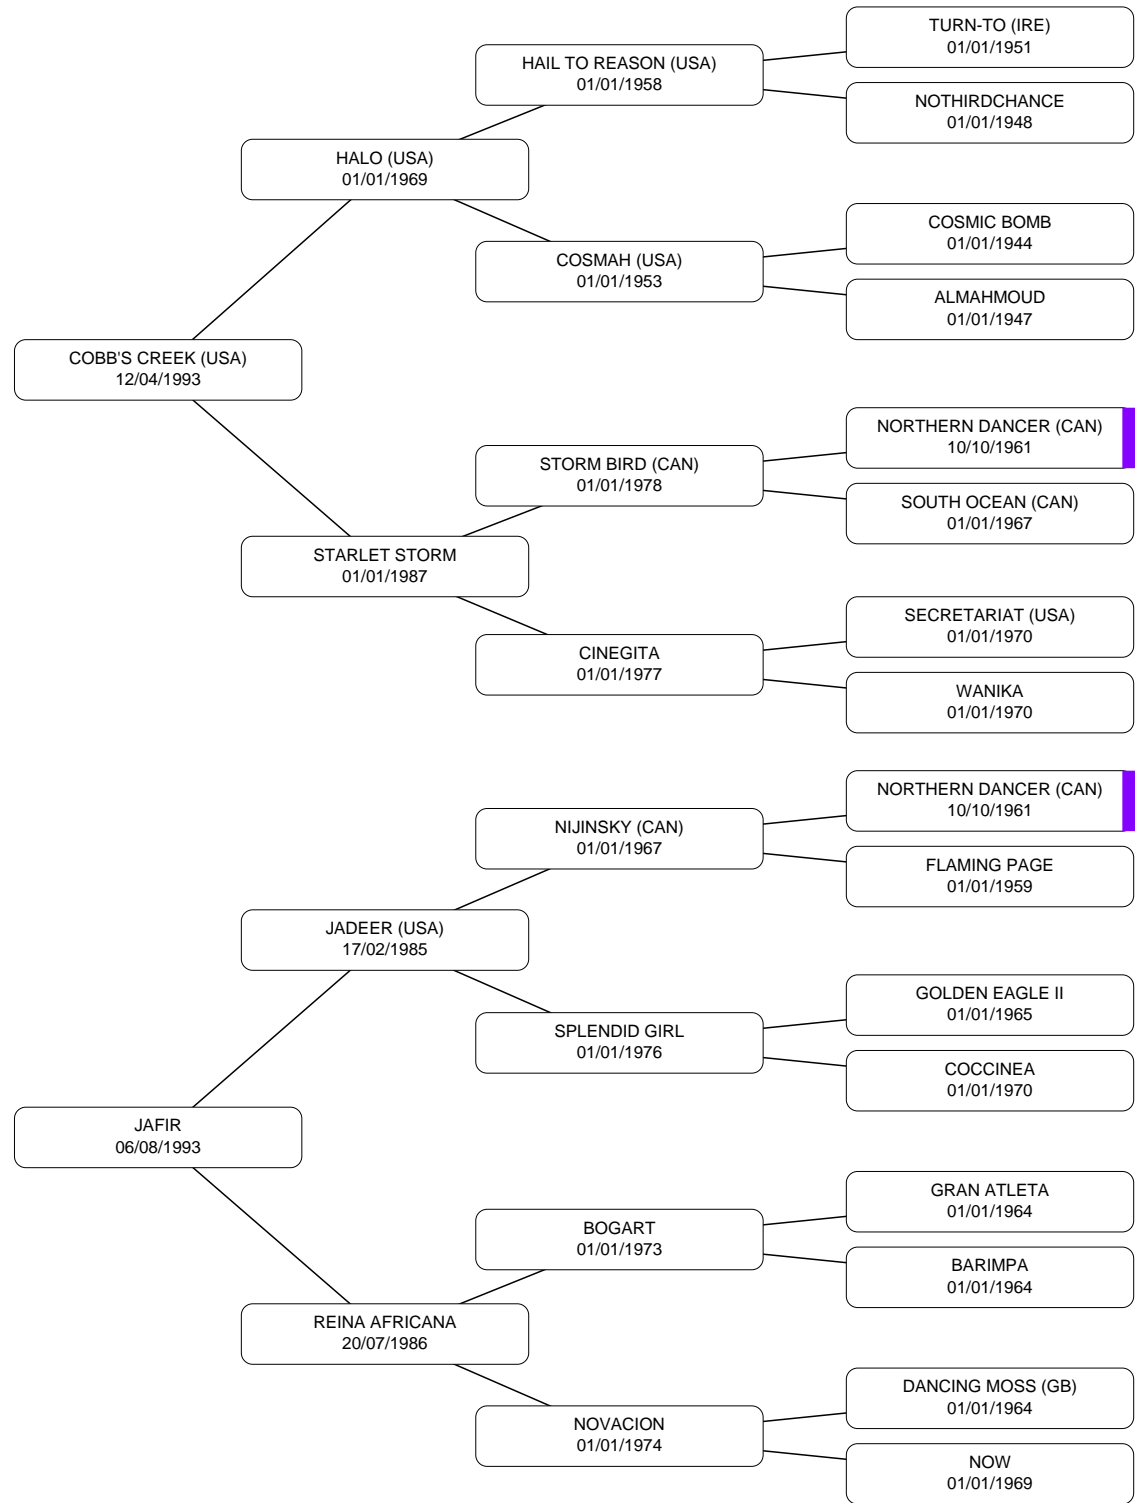 TURN-TO (IRE)
01/01/1951
HAIL TO REASON (USA)
01/01/1958
NOTHIRDCHANCE
01/01/1948
HALO (USA)
01/01/1969
COSMIC BOMB
01/01/1944
COSMAH (USA)
01/01/1953
ALMAHMOUD
01/01/1947
COBB'S CREEK (USA)
12/04/1993
NORTHERN DANCER (CAN)
10/10/1961
STORM BIRD (CAN)
01/01/1978
SOUTH OCEAN (CAN)
01/01/1967
STARLET STORM
01/01/1987
SECRETARIAT (USA)
01/01/1970
CINEGITA
01/01/1977
WANIKA
01/01/1970
NORTHERN DANCER (CAN)
10/10/1961
NIJINSKY (CAN)
01/01/1967
FLAMING PAGE
01/01/1959
JADEER (USA)
17/02/1985
GOLDEN EAGLE II
01/01/1965
SPLENDID GIRL
01/01/1976
COCCINEA
01/01/1970
JAFIR
06/08/1993
GRAN ATLETA
01/01/1964
BOGART
01/01/1973
BARIMPA
01/01/1964
REINA AFRICANA
20/07/1986
DANCING MOSS (GB)
01/01/1964
NOVACION
01/01/1974
NOW
01/01/1969